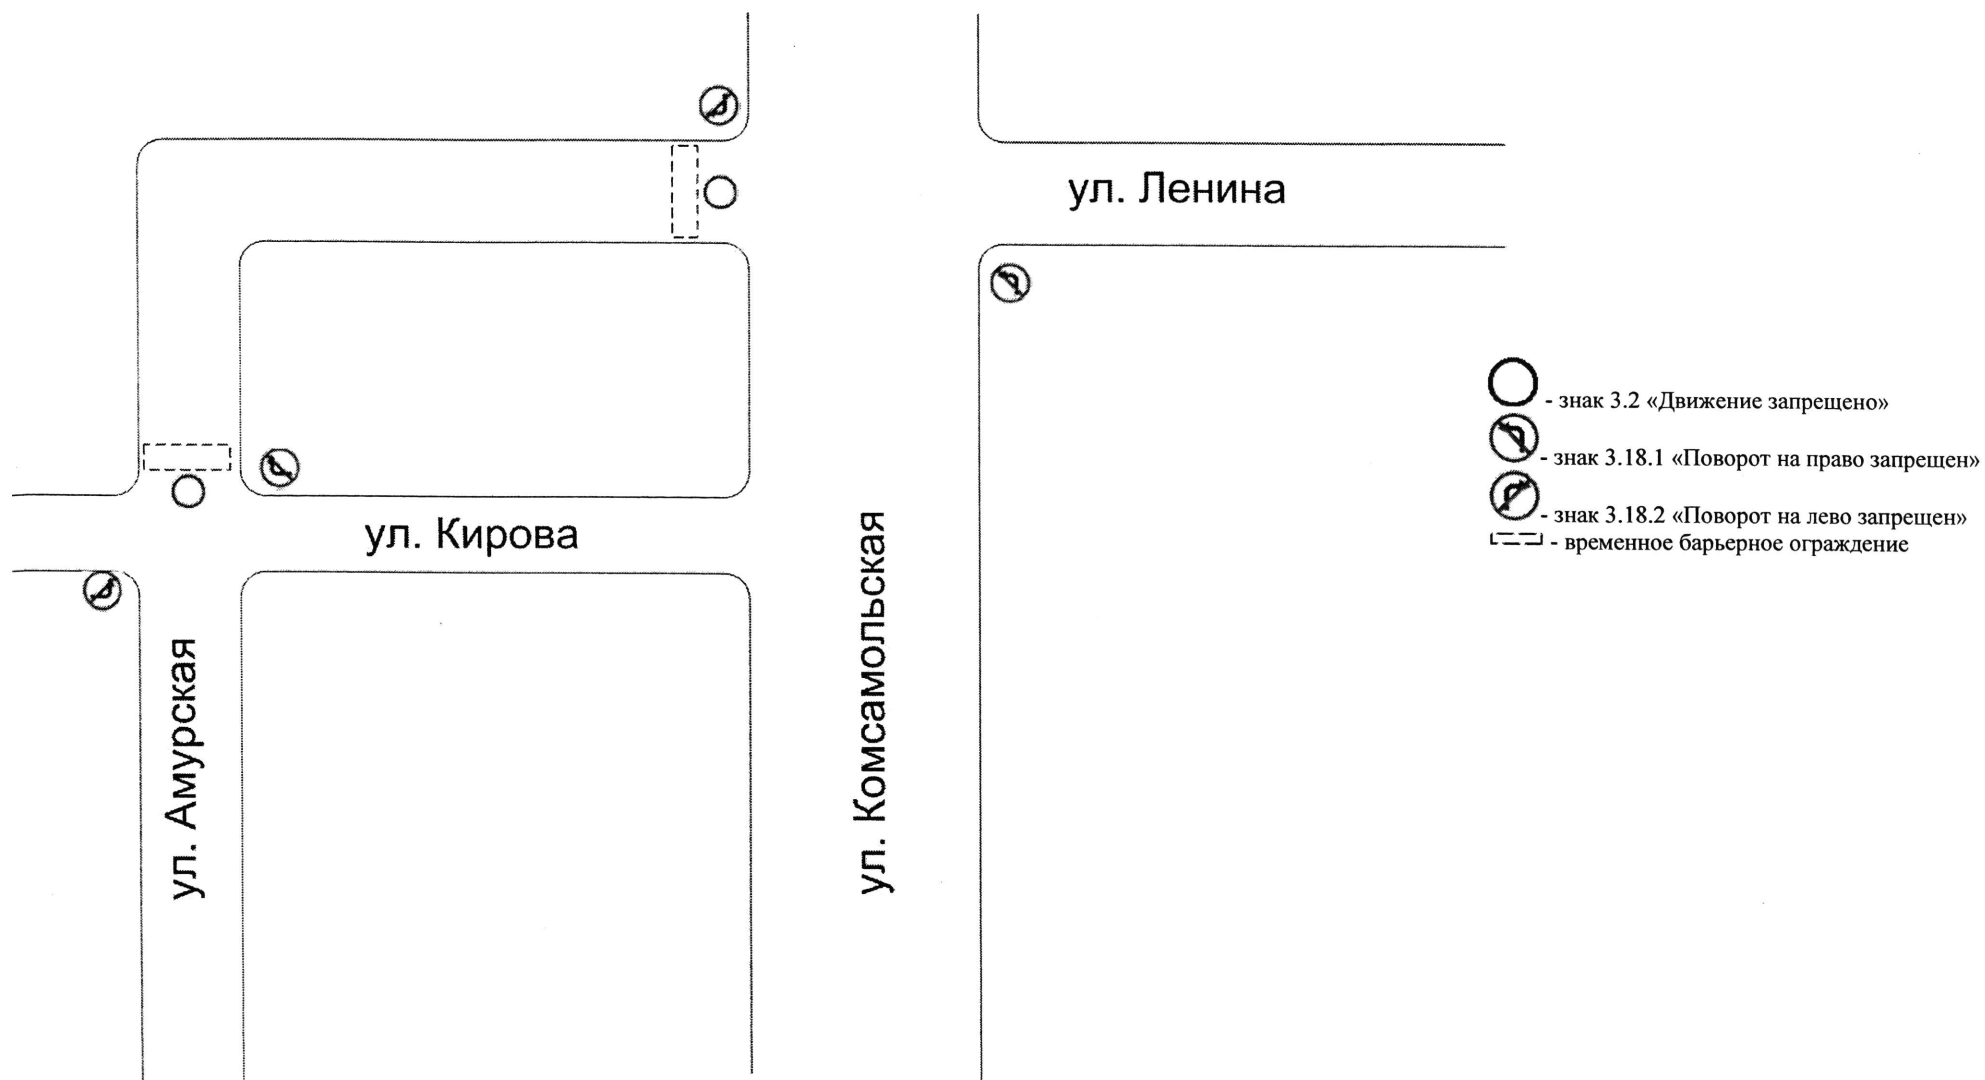 ул. Ленина
- знак 3.2 «Движение запрещено»
- знак 3.18.1 «Поворот на право запрещен»
- знак 3.18.2 «Поворот на лево запрещен»
- временное барьерное ограждение
ул. Кирова
ул. Амурская
ул. Комсамольская